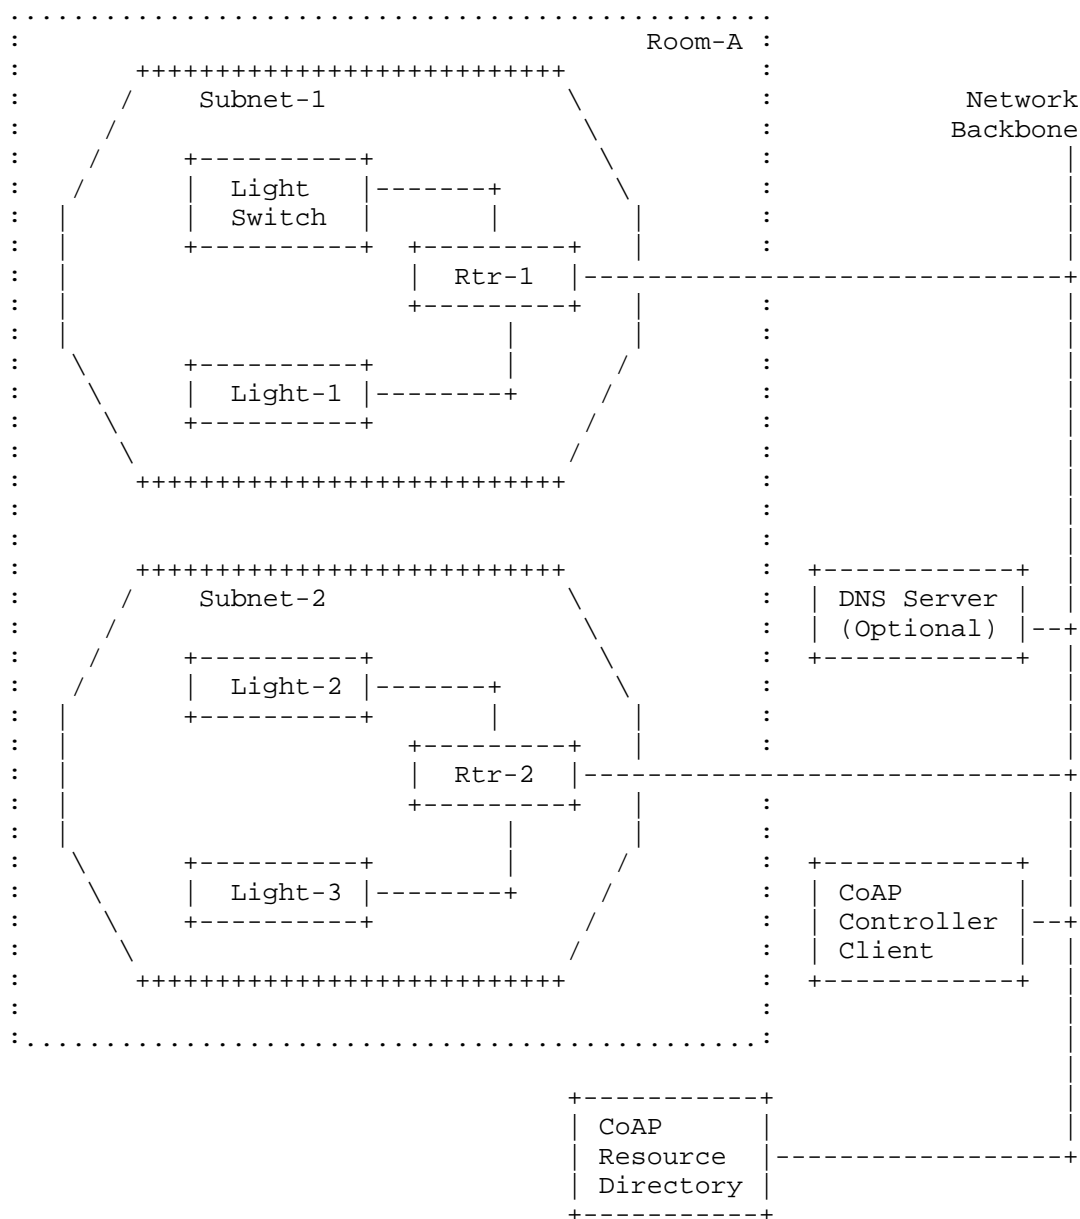 Room-A
Subnet-1
Network
Backbone
Light
Switch
Rtr-1
Light-1
Subnet-2
DNS Server
(Optional)
Light-2
Rtr-2
Light-3
CoAP
Controller
Client
CoAP
Resource
Directory